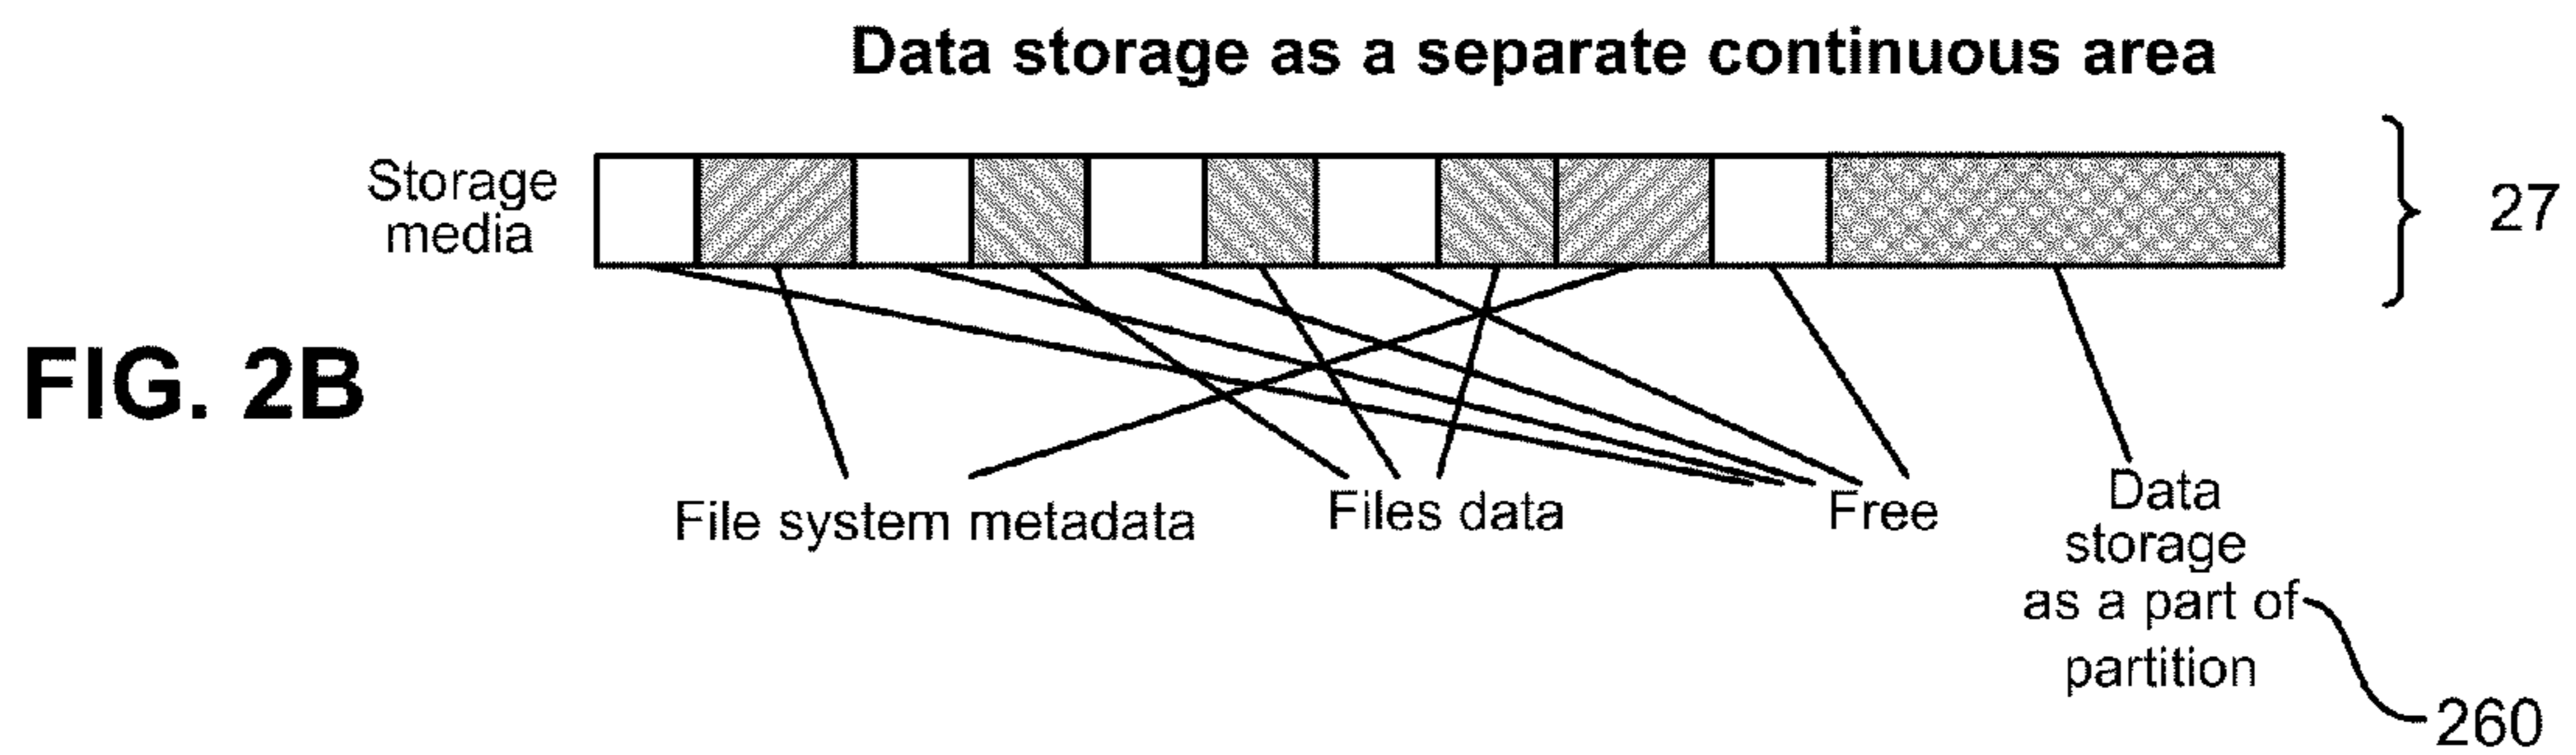 Data storage as a separate continuous area
Storage
media
27
FIG. 2B
File system metadata
Files data
Free
Data
storage
as a part of
partition
260